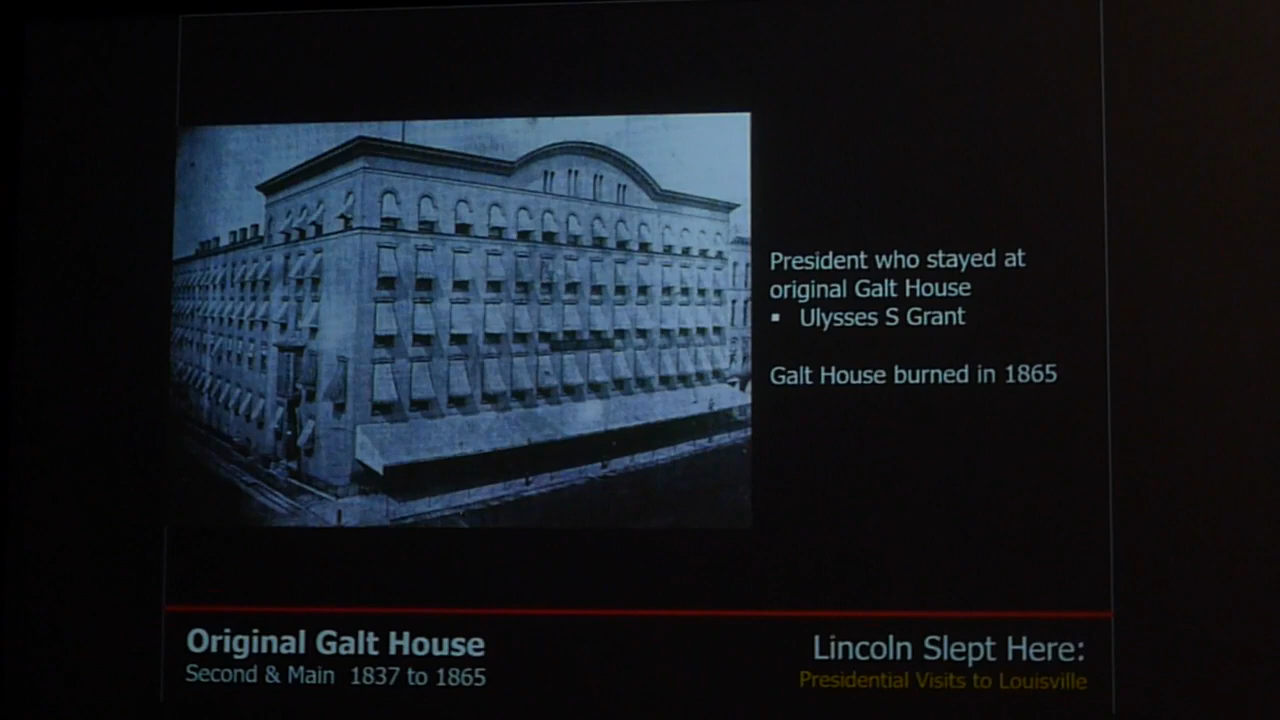 President who stayed at
original Galt House
▪ Ulysses S Grant
Galt House burned in 1865
Original Galt House
Second & Main 1837 to 1865
Lincoln Slept Here:
Presidential Visits to Louisville